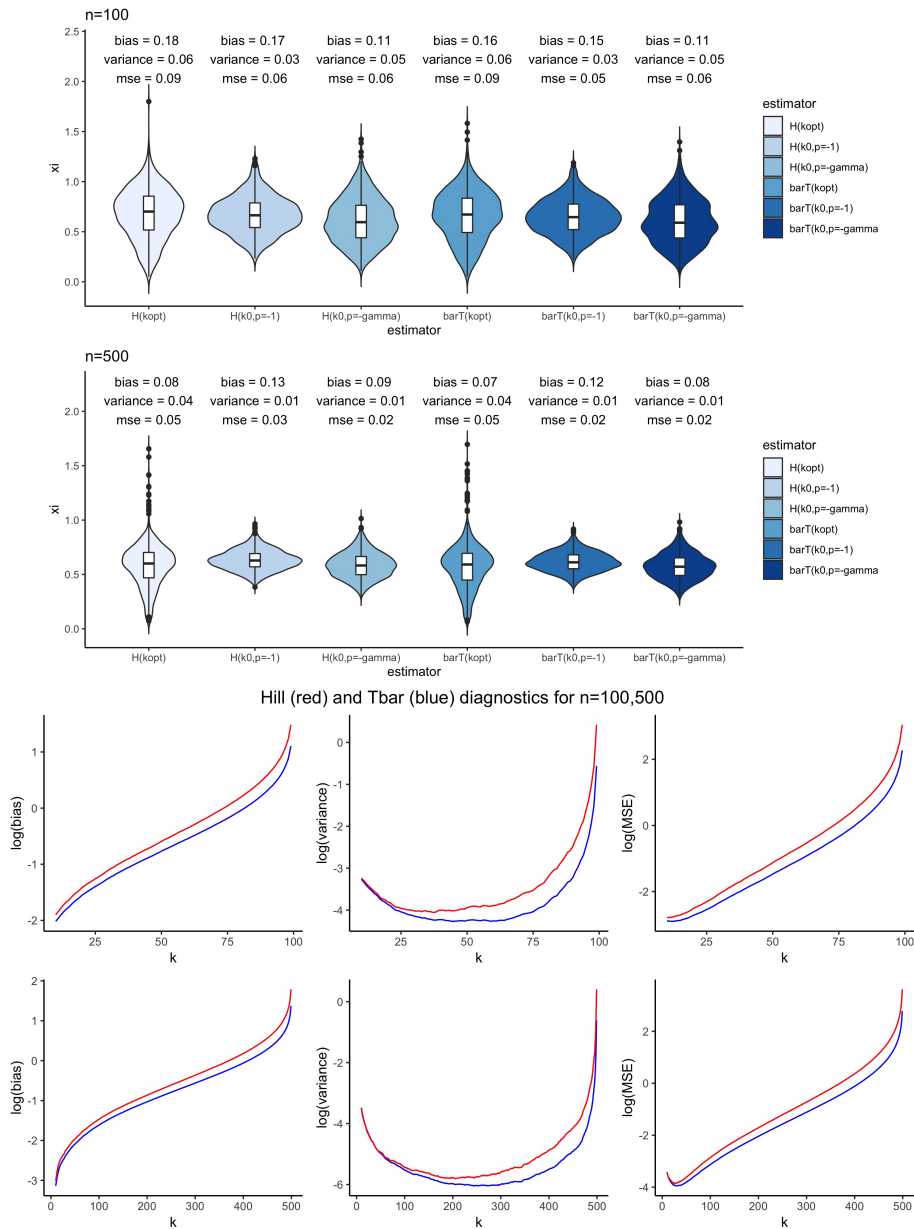 n=100
bias = 0.18 bias = 0.17 bias = 0.11 bias = 0.16 bias = 0.15 bias = 0.11
variance = 0.06 variance = 0.03 variance = 0.05 variance = 0.06 variance = 0.03 variance = 0.05
mse = 0.09 mse = 0.06 mse = 0.06 mse = 0.09 mse = 0.05 mse = 0.06
2.5
2.0
1.5
1.0
0.5
0.0
xi
H(kopt) H(k0,p=-1) H(k0,p=-gamma) barT(kopt) barT(k0,p=-1) barT(k0,p=-gamma)
estimator
estimator
H(kopt)
H(k0,p=-1)
H(k0,p=-gamma)
barT(kopt)
barT(k0,p=-1)
barT(k0,p=-gamma
n=500
bias = 0.08 bias = 0.13 bias = 0.09 bias = 0.07 bias = 0.12 bias = 0.08
variance = 0.04 variance = 0.01 variance = 0.01 variance = 0.04 variance = 0.01 variance = 0.01
mse = 0.05 mse = 0.03 mse = 0.02 mse = 0.05 mse = 0.02 mse = 0.02
2.0
1.5
1.0
0.5
0.0
xi
H(kopt) H(k0,p=-1) H(k0,p=-gamma) barT(kopt) barT(k0,p=-1) barT(k0,p=-gamma)
estimator
estimator
H(kopt)
H(k0,p=-1)
H(k0,p=-gamma)
barT(kopt)
barT(k0,p=-1)
barT(k0,p=-gamma
Hill (red) and Tbar (blue) diagnostics for n=100,500
log(bias)
1
0
-1
-2
25 50 75 100
k
log(variance)
0
-1
-2
-3
-4
25 50 75 100
k
log(MSE)
2
0
-2
25 50 75 100
k
log(bias)
2
1
0
-1
-2
-3
0 100 200 300 400 500
k
log(variance)
0
-2
-4
-6
0 100 200 300 400 500
k
log(MSE)
2
0
-2
-4
0 100 200 300 400 500
k